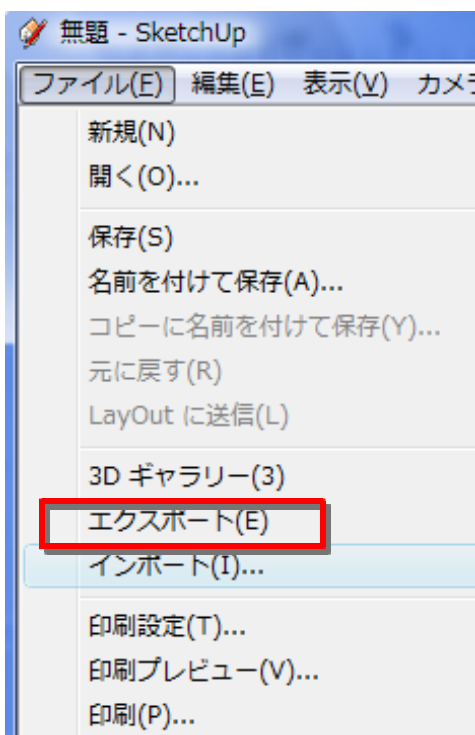 無題 - SketchUp
ファイル(F) 編集(E) 表示(V) カメ
新規(N)
開く(O)...
保存(S)
名前を付けて保存(A)...
コピーに名前を付けて保存(Y)...
元に戻す(R)
LayOut に送信(L)
3D ギャラリー(3)
エクスポート(E)
インポート(I)...
印刷設定(T)...
印刷プレビュー(V)...
印刷(P)...